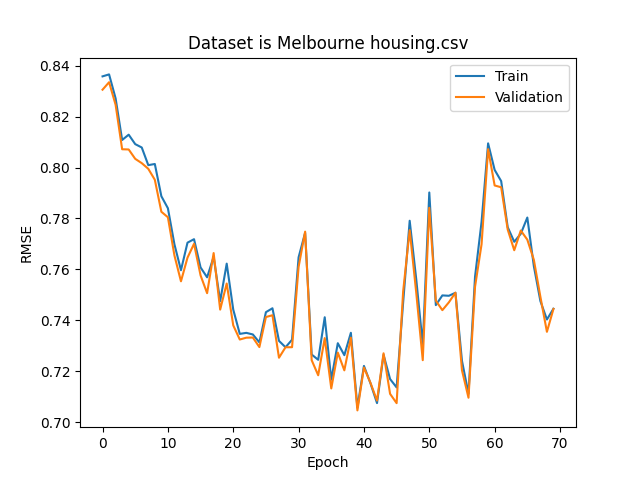 Dataset is Melbourne housing.csv
Train
Validation
RMSE
0.84
0.82
0.80
0.78
0.76
0.74
0.72
0.70
0 10 20 30 40 50 60 70
Epoch